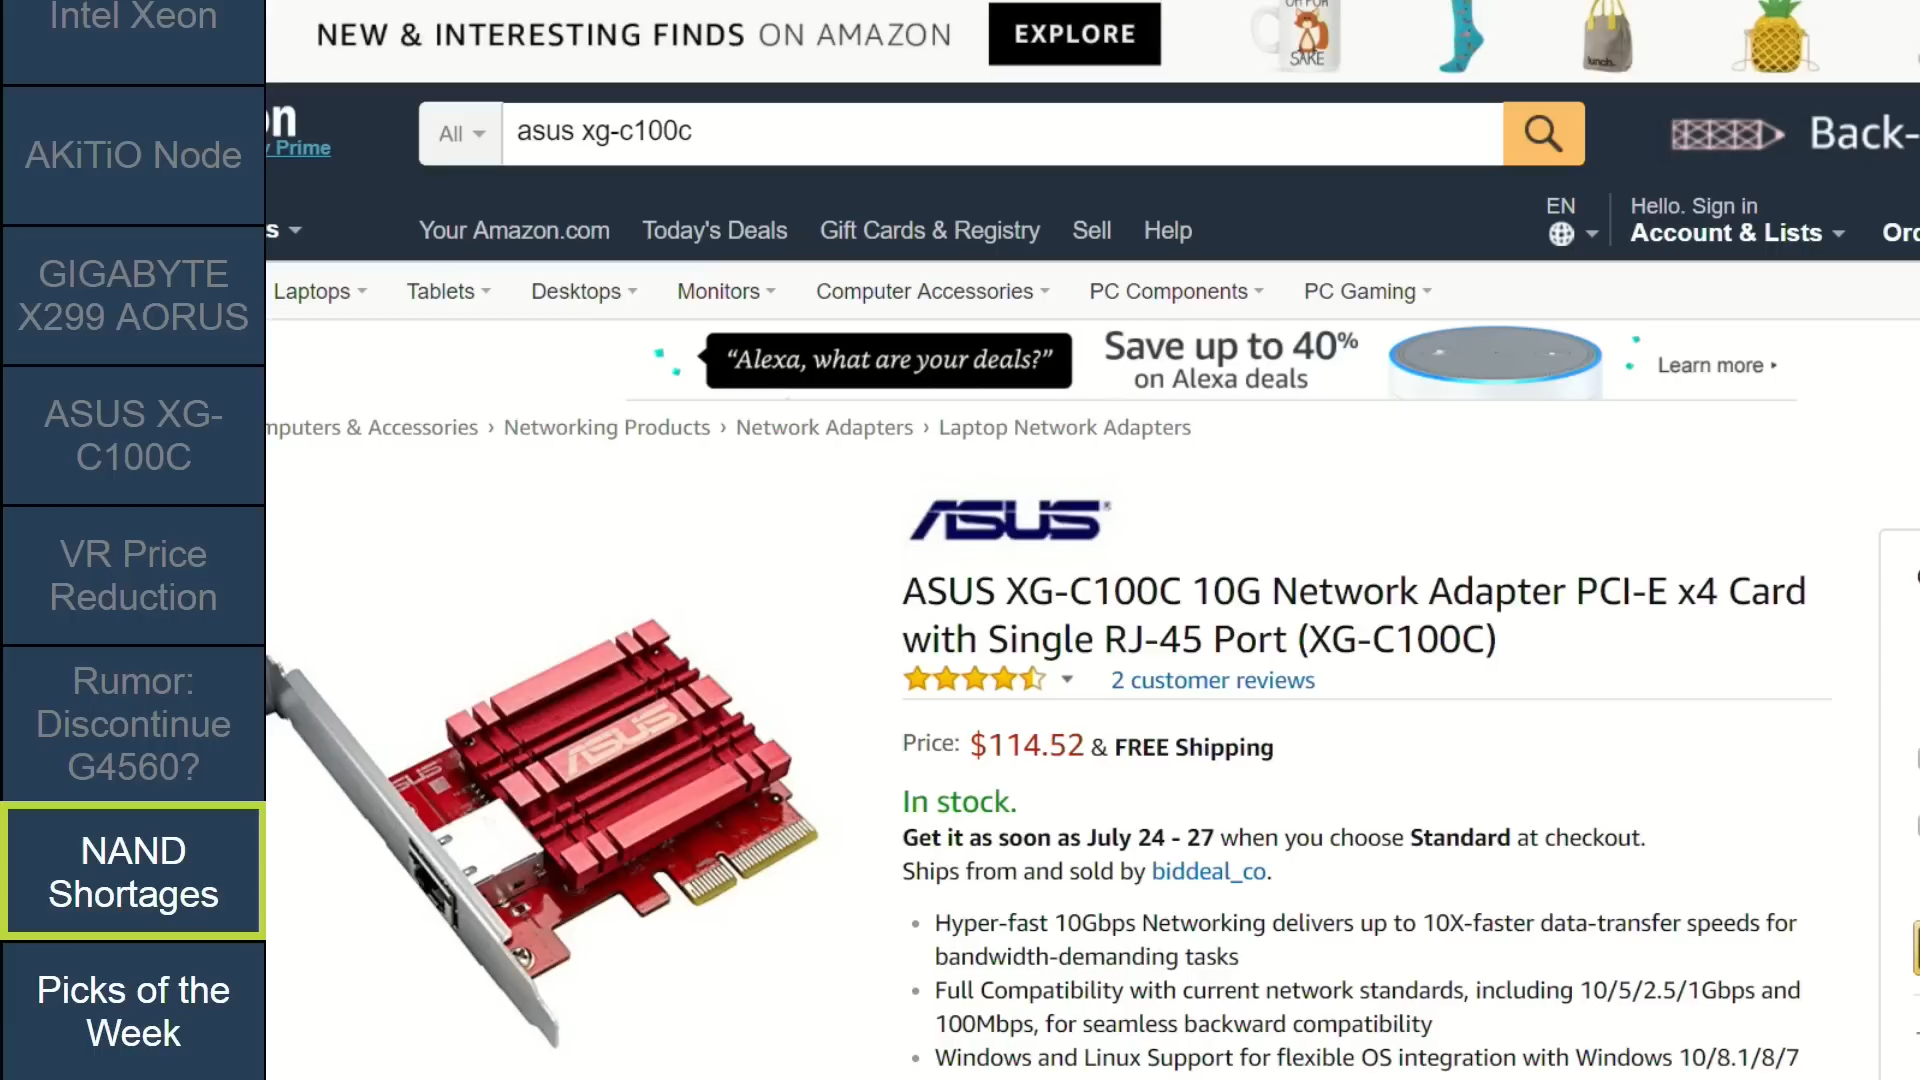 Intel Xeon
AKiTiO Node
GIGABYTE
X299 AORUS
ASUS XG-
C100C
VR Price
Reduction
Rumor:
Discontinue
G4560?
NAND
Shortages
Picks of the
Week
NEW & INTERESTING FINDS ON AMAZON
EXPLORE
SAKE
lunch.
Prime
All
asus xg-c100c
Back-
Your Amazon.com
Today's Deals
Gift Cards & Registry
Sell
Help
EN
Hello. Sign in
Account & Lists
Laptops
Tablets
Desktops
Monitors
Computer Accessories
PC Components
PC Gaming
“Alexa, what are your deals?”
Save up to 40%
on Alexa deals
Learn more
mputers & Accessories › Networking Products › Network Adapters › Laptop Network Adapters
ASUS
ASUS
ASUS XG-C100C 10G Network Adapter PCI-E x4 Card
with Single RJ-45 Port (XG-C100C)
2 customer reviews
Price: $114.52 & FREE Shipping
In stock.
Get it as soon as July 24 - 27 when you choose Standard at checkout.
Ships from and sold by biddeal_co.
Hyper-fast 10Gbps Networking delivers up to 10X-faster data-transfer speeds for
bandwidth-demanding tasks
Full Compatibility with current network standards, including 10/5/2.5/1Gbps and
100Mbps, for seamless backward compatibility
Windows and Linux Support for flexible OS integration with Windows 10/8.1/8/7